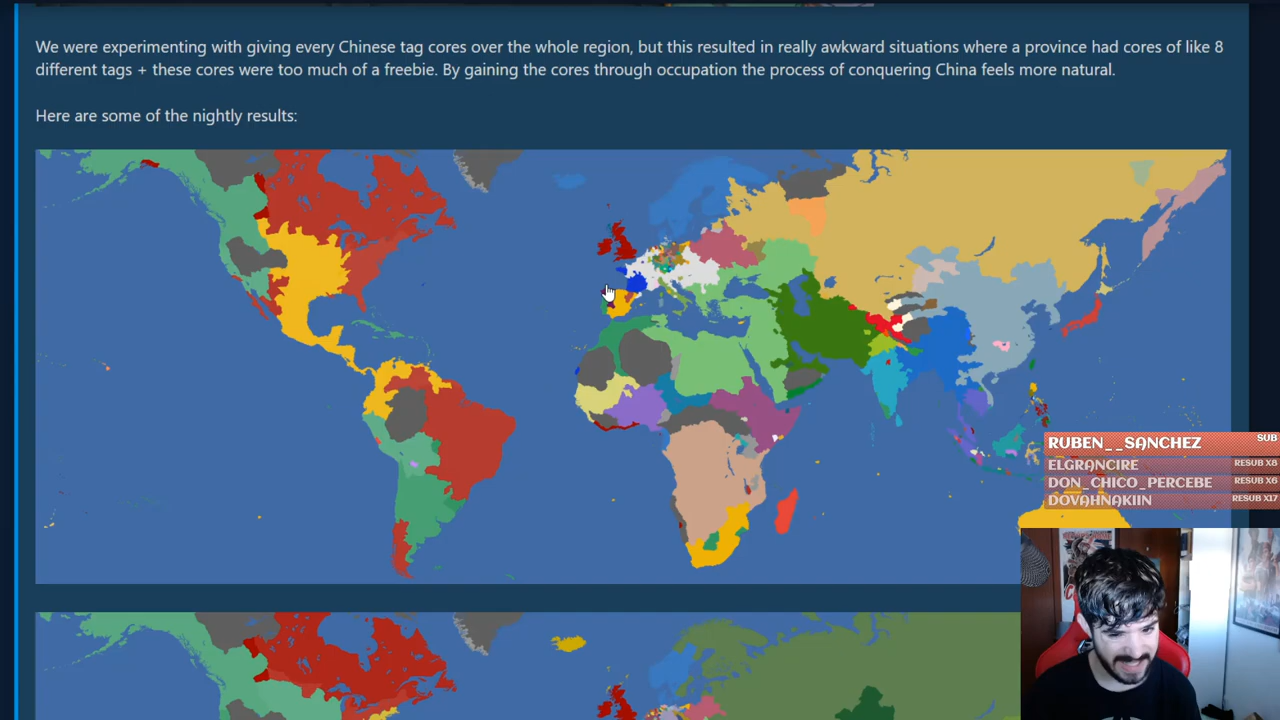 We were experimenting with giving every Chinese tag cores over the whole region, but this resulted in really awkward situations where a province had cores of like 8
different tags + these cores were too much of a freebie. By gaining the cores through occupation the process of conquering China feels more natural.
Here are some of the nightly results:
RUBEN__SANCHEZ SUB
ELGRANCIRE RESUB X8
DON_CHICO_PERCEBE RESUB X6
DOVAHNAKIIN RESUB X17